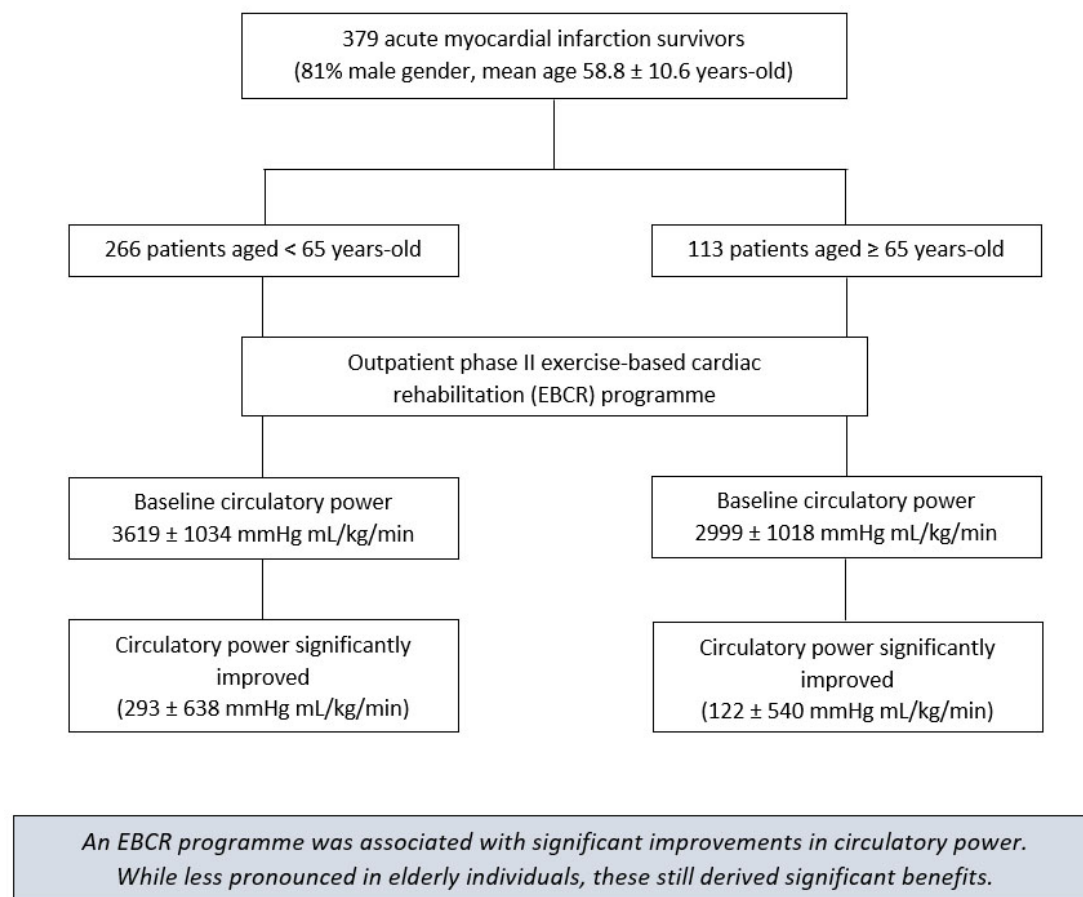 379 acute myocardial infarction survivors
(81% male gender, mean age 58.8 ± 10.6 years-old)
266 patients aged < 65 years-old
113 patients aged ≥ 65 years-old
Outpatient phase II exercise-based cardiac
rehabilitation (EBCR) programme
Baseline circulatory power
3619 ± 1034 mmHg mL/kg/min
Baseline circulatory power
2999 ± 1018 mmHg mL/kg/min
Circulatory power significantly
improved
(293 ± 638 mmHg mL/kg/min)
Circulatory power significantly
improved
(122 ± 540 mmHg mL/kg/min)
An EBCR programme was associated with significant improvements in circulatory power.
While less pronounced in elderly individuals, these still derived significant benefits.